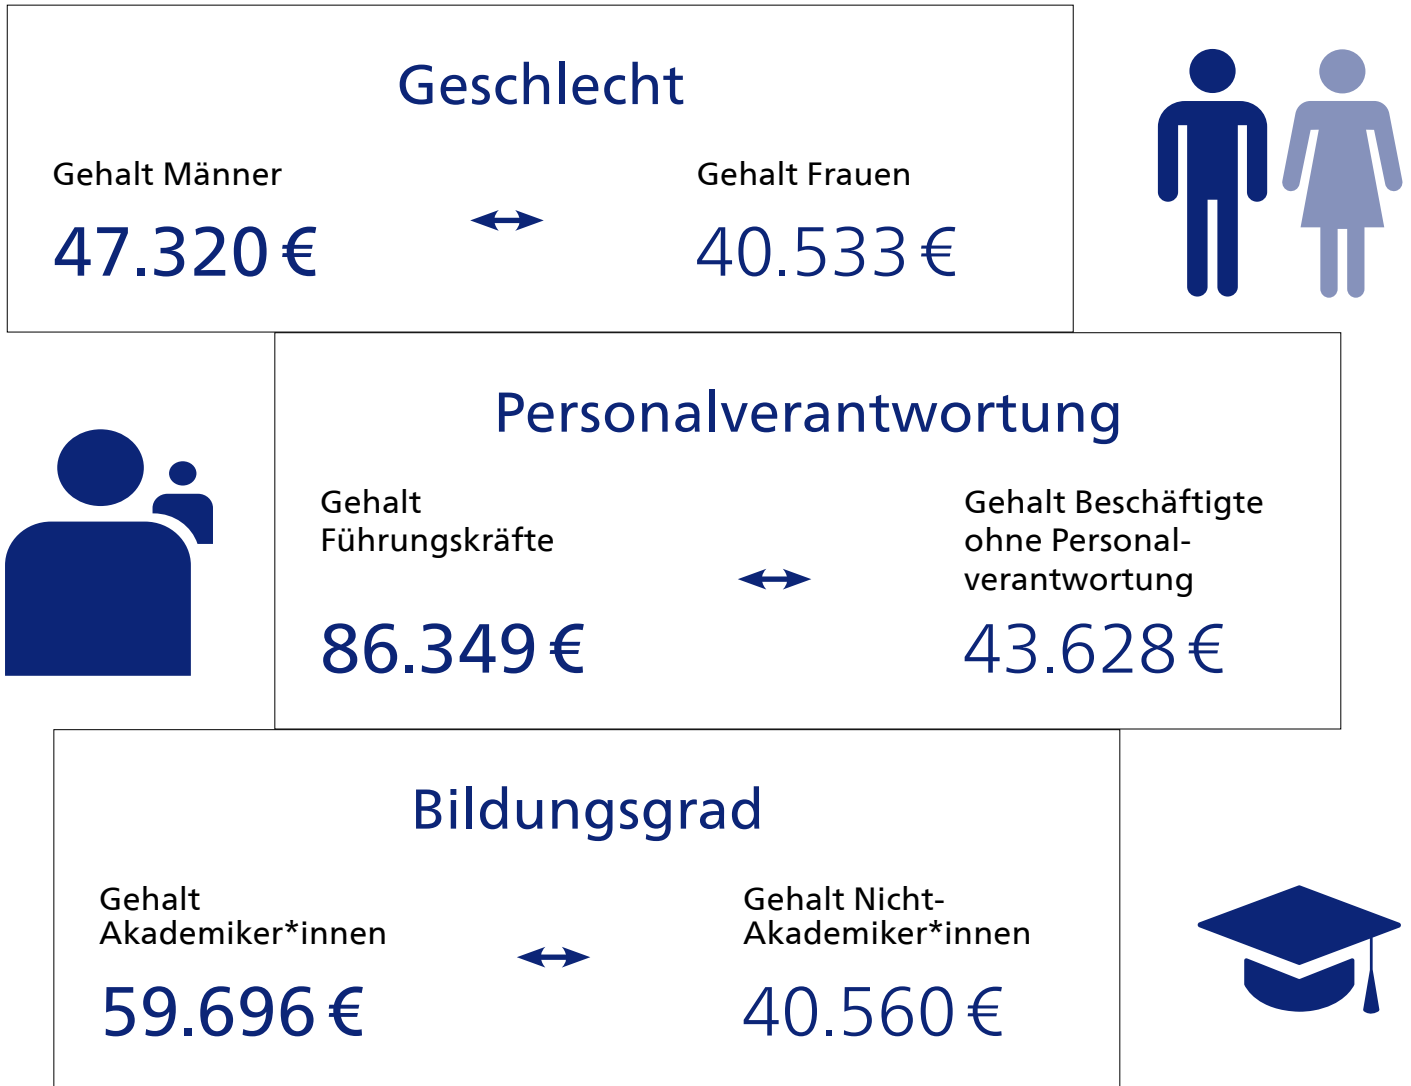 Geschlecht
Gehalt Männer
47.320 €
Gehalt Frauen
40.533 €
Personalverantwortung
Gehalt
Führungskräfte
86.349 €
Gehalt Beschäftigte
ohne Personal-
verantwortung
43.628 €
Bildungsgrad
Gehalt
Akademiker*innen
59.696 €
Gehalt Nicht-
Akademiker*innen
40.560 €